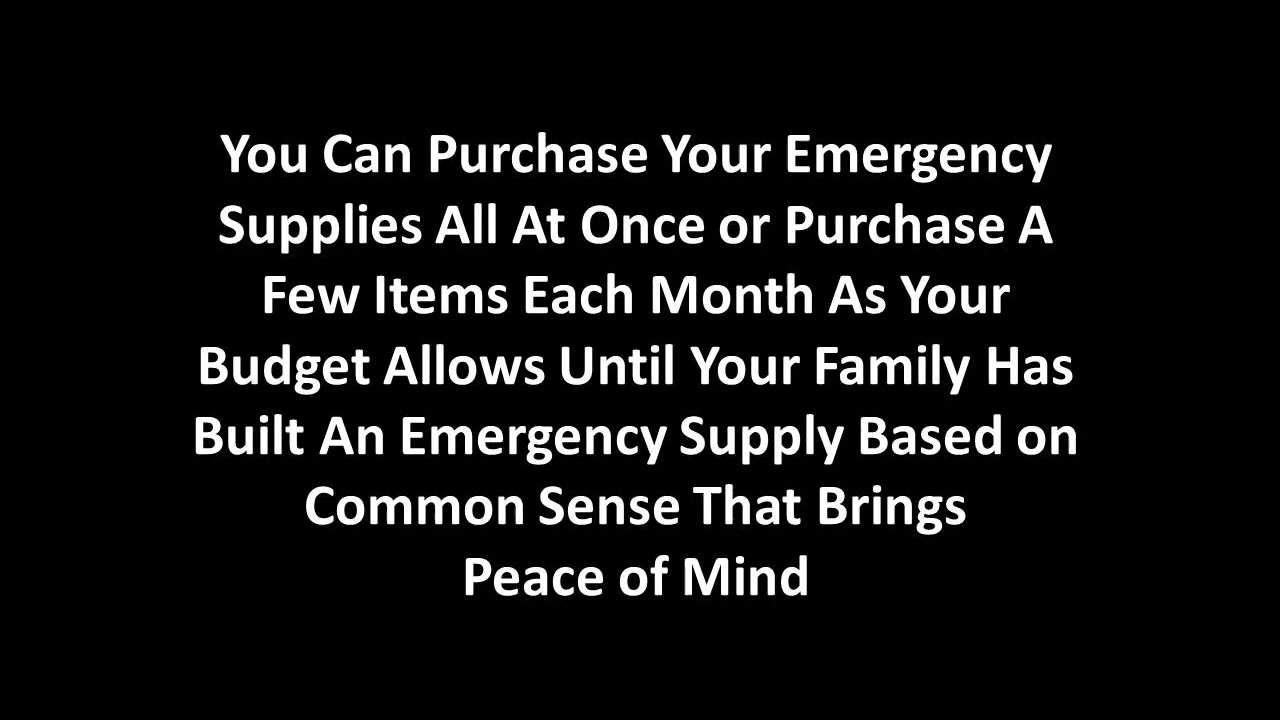 You Can Purchase Your Emergency
Supplies All At Once or Purchase A
Few Items Each Month As Your
Budget Allows Until Your Family Has
Built An Emergency Supply Based on
Common Sense That Brings
Peace of Mind